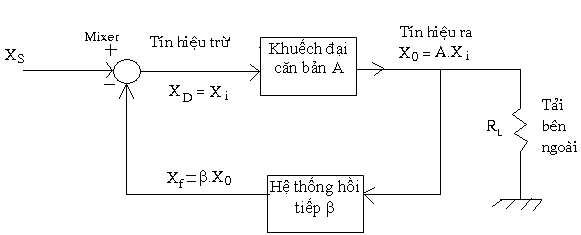 Mixer
+
−
X_S
Tín hiệu trừ
X_D = X_i
Khuếch đại
căn bản A
Tín hiệu ra
X_0 = A.X_i
R_L
Tải
bên
ngoài
X_f = β.X_0
Hệ thống hồi
tiếp β